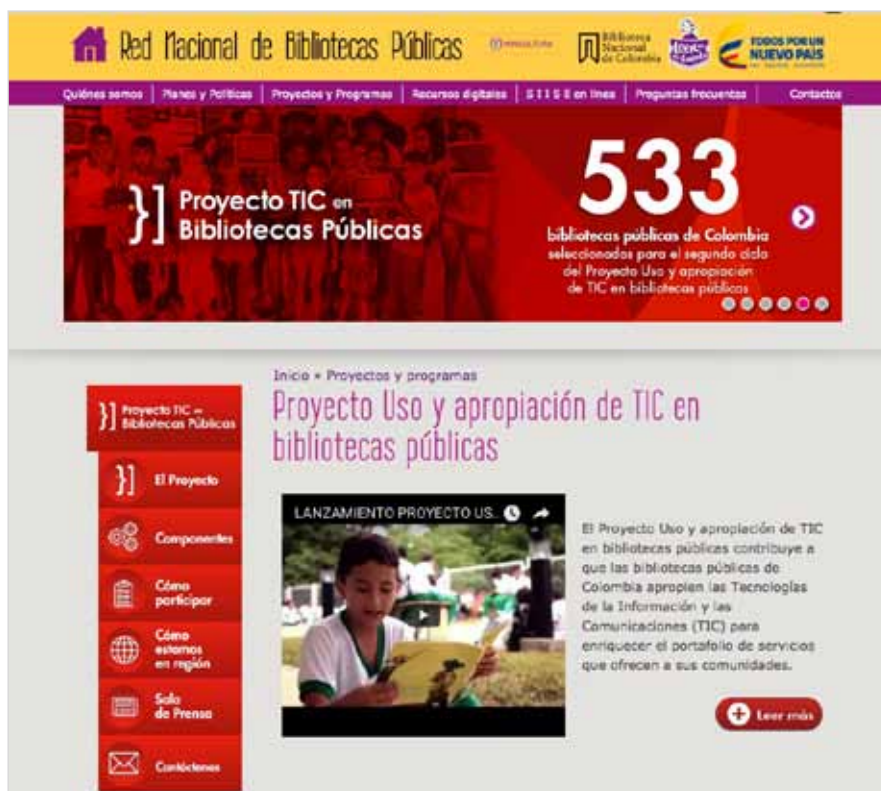 Red Nacional de Bibliotecas Públicas
Biblioteca
Nacional
de Colombia
TODOS POR UN
NUEVO PAÍS
Quiénes somos | Planes y Políticas | Proyectos y Programas | Recursos digitales | en línea | Preguntas frecuentes | Contactos
}] Proyecto TIC en
Bibliotecas Públicas
533
bibliotecas públicas de Colombia
seleccionadas para el segundo ciclo
del Proyecto Uso y apropiación
de TIC en bibliotecas públicas
Inicio » Proyectos y programas
Proyecto Uso y apropiación de TIC en
bibliotecas públicas
}] Proyecto TIC en
Bibliotecas Públicas
}] El Proyecto
Componentes
Cómo
participar
Cómo
estamos
en región
Sala
de Prensa
Contáctenos
LANZAMIENTO PROYECTO US...
El Proyecto Uso y apropiación de TIC
en bibliotecas públicas contribuye a
que las bibliotecas públicas de
Colombia apropien las Tecnologías
de la Información y las
Comunicaciones (TIC) para
enriquecer el portafolio de servicios
que ofrecen a sus comunidades.
Leer más